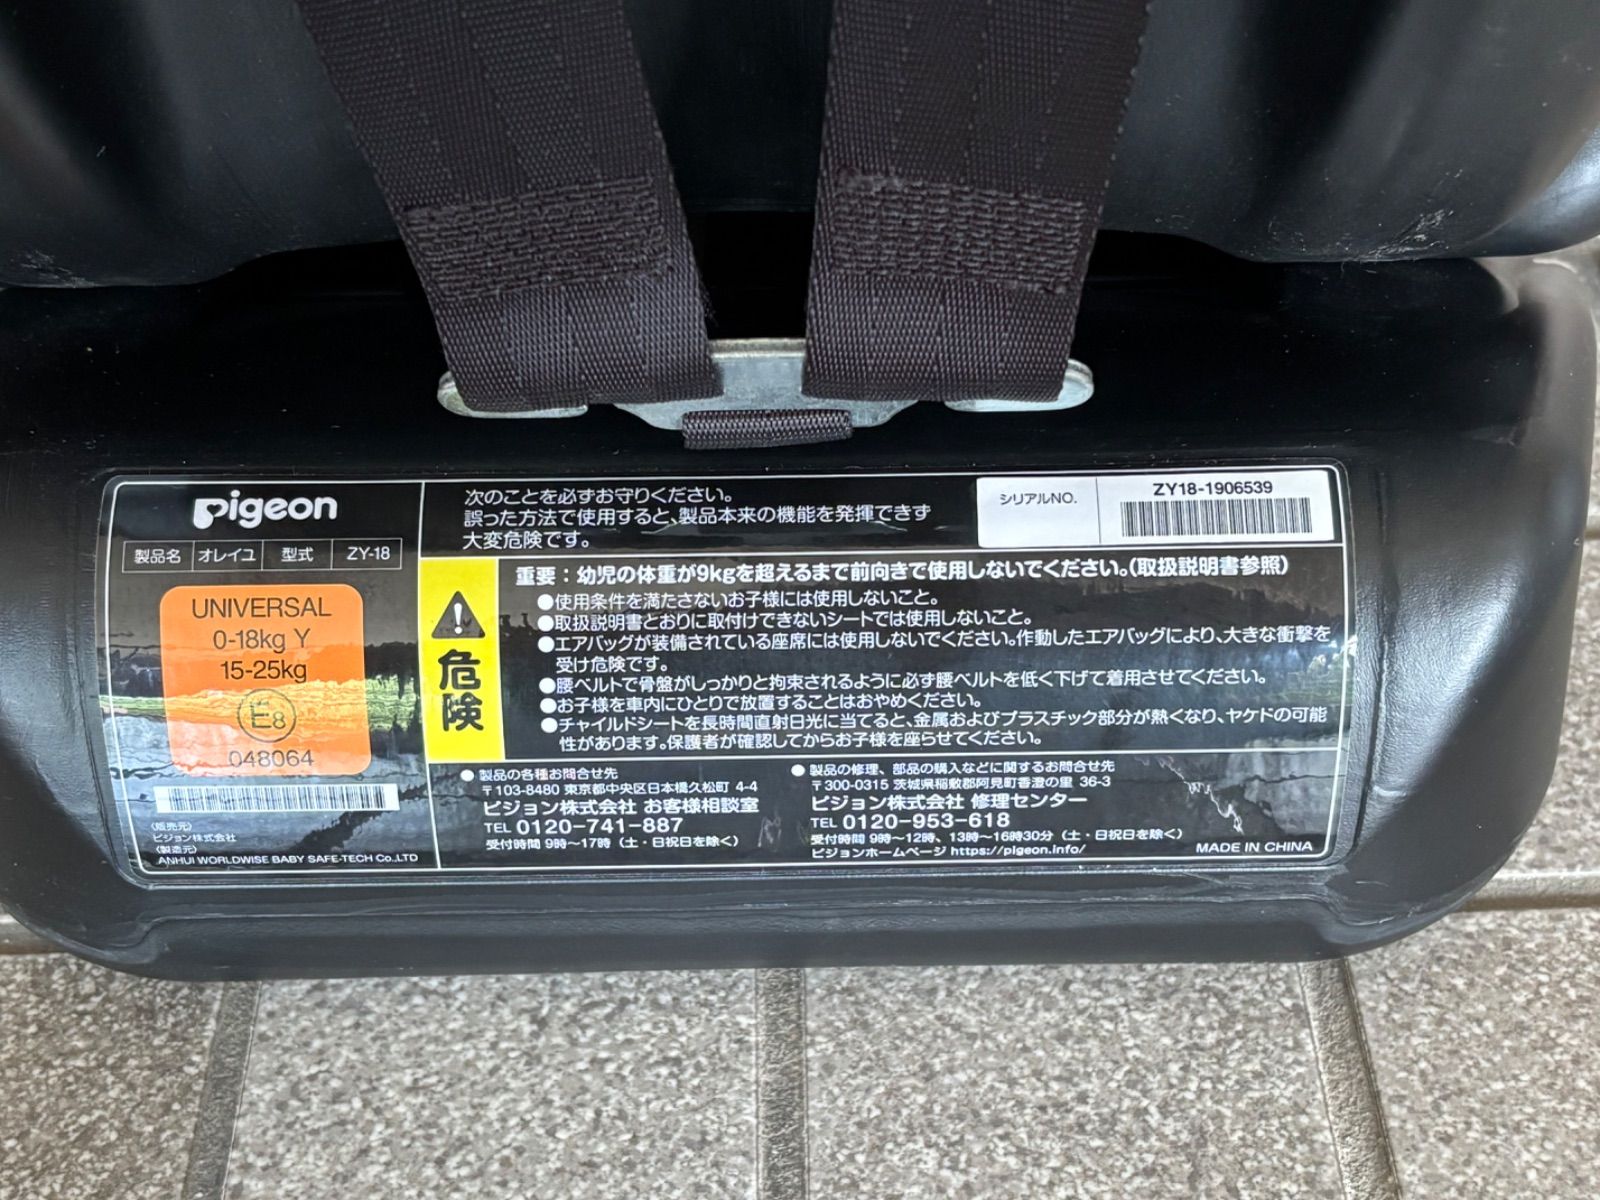 pigeon
製品名 オレイユ 型式 ZY-18
UNIVERSAL
0-18kg Y
15-25kg
E8
048064
〈販売元〉
ピジョン株式会社
〈製造元〉
ANHUI WORLDWISE BABY SAFE-TECH Co.,LTD
次のことを必ずお守りください。
誤った方法で使用すると、製品本来の機能を発揮できず
大変危険です。
シリアルNO. ZY18-1906539
危険
重要：幼児の体重が9kgを超えるまで前向きで使用しないでください。(取扱説明書参照)
●使用条件を満たさないお子様には使用しないこと。
●取扱説明書とおりに取付けできないシートでは使用しないこと。
●エアバッグが装備されている座席には使用しないでください。作動したエアバッグにより、大きな衝撃を
受け危険です。
●腰ベルトで骨盤がしっかりと拘束されるように必ず腰ベルトを低く下げて着用させてください。
●お子様を車内にひとりで放置することはおやめください。
●チャイルドシートを長時間直射日光に当てると、金属およびプラスチック部分が熱くなり、ヤケドの可能
性があります。保護者が確認してからお子様を座らせてください。
● 製品の各種お問合せ先
〒103-8480 東京都中央区日本橋久松町 4-4
ピジョン株式会社 お客様相談室
TEL 0120-741-887
受付時間 9時～17時（土・日祝日を除く）
● 製品の修理、部品の購入などに関するお問合せ先
〒300-0315 茨城県稲敷郡阿見町香澄の里 36-3
ピジョン株式会社 修理センター
TEL 0120-953-618
受付時間 9時～12時、13時～16時30分（土・日祝日を除く）
ピジョンホームページ https://pigeon.info/
MADE IN CHINA